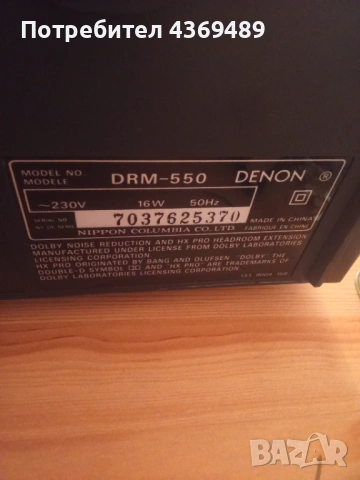 Потребител 4369489
MODEL NO.
MODELE
DRM-550
DENON®
~230V 16W 50Hz
SERIAL NO
7037625370
MADE IN CHINA
FABRIQUE EN CHINE
NIPPON COLUMBIA CO. LTD.
DOLBY NOISE REDUCTION AND HX PRO HEADROOM EXTENSION
MANUFACTURED UNDER LICENSE FROM DOLBY LABORATORIES
LICENSING CORPORATION
HX PRO ORIGINATED BY BANG AND OLUFSEN. "DOLBY", THE
DOUBLE-D SYMBOL AND "HX PRO" ARE TRADEMARKS OF
DOLBY LABORATORIES LICENSING CORPORATION.
BAZAR